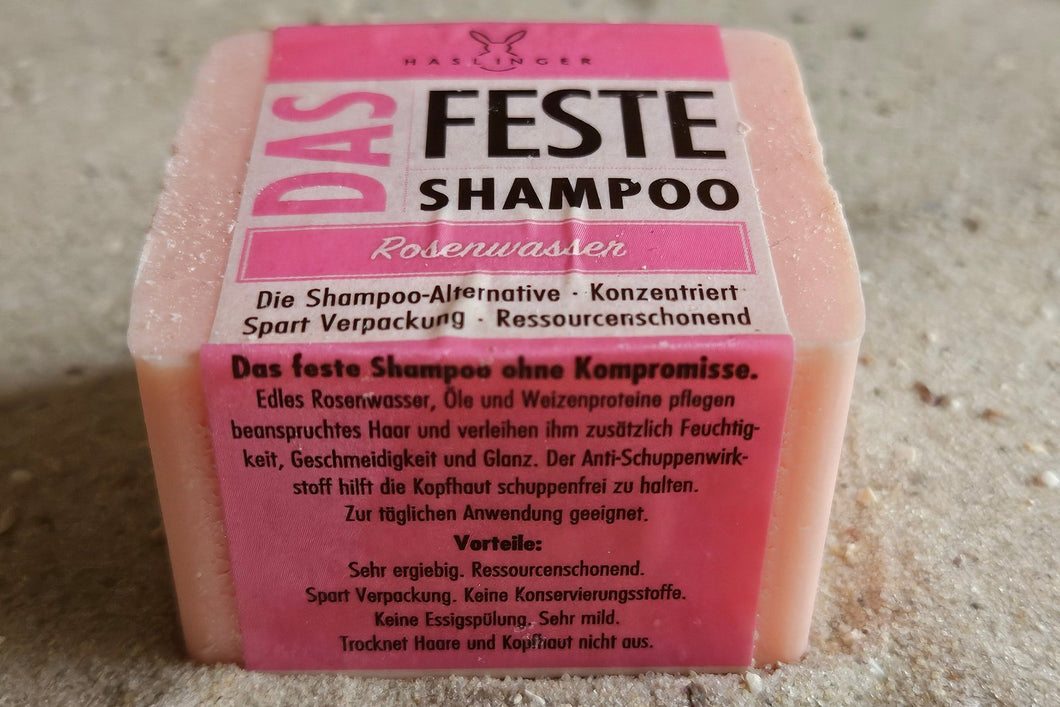 HASLINGER
DAS
FESTE
SHAMPOO
Rosenwasser
Die Shampoo-Alternative · Konzentriert
Spart Verpackung · Ressourcenschonend
Das feste Shampoo ohne Kompromisse.
Edles Rosenwasser, Öle und Weizenproteine pflegen
beanspruchtes Haar und verleihen ihm zusätzlich Feuchtig-
keit, Geschmeidigkeit und Glanz. Der Anti-Schuppenwirk-
stoff hilft die Kopfhaut schuppenfrei zu halten.
Zur täglichen Anwendung geeignet.
Vorteile:
Sehr ergiebig. Ressourcenschonend.
Spart Verpackung. Keine Konservierungsstoffe.
Keine Essigspülung. Sehr mild.
Trocknet Haare und Kopfhaut nicht aus.